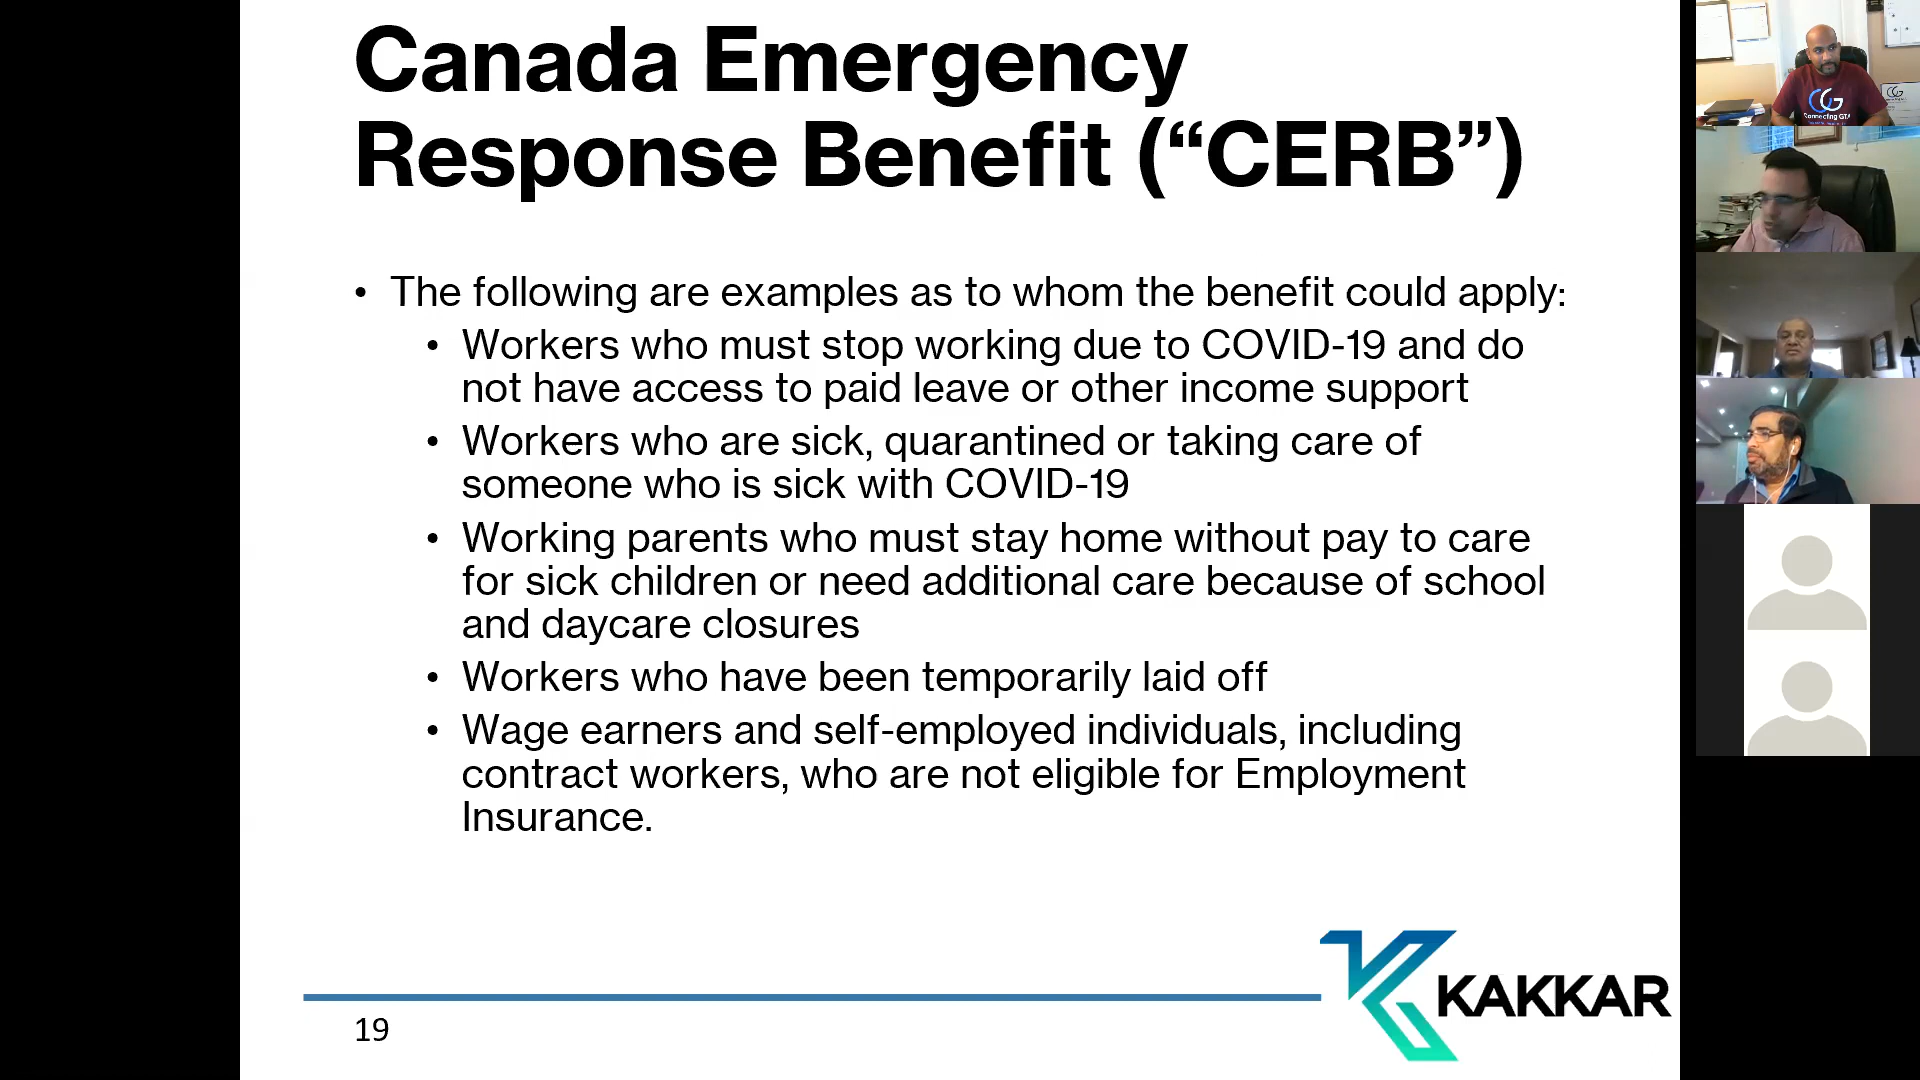 Canada Emergency
Response Benefit (“CERB”)
• The following are examples as to whom the benefit could apply:
• Workers who must stop working due to COVID-19 and do
not have access to paid leave or other income support
• Workers who are sick, quarantined or taking care of
someone who is sick with COVID-19
• Working parents who must stay home without pay to care
for sick children or need additional care because of school
and daycare closures
• Workers who have been temporarily laid off
• Wage earners and self-employed individuals, including
contract workers, who are not eligible for Employment
Insurance.
KAKKAR
19
Connecting GTA